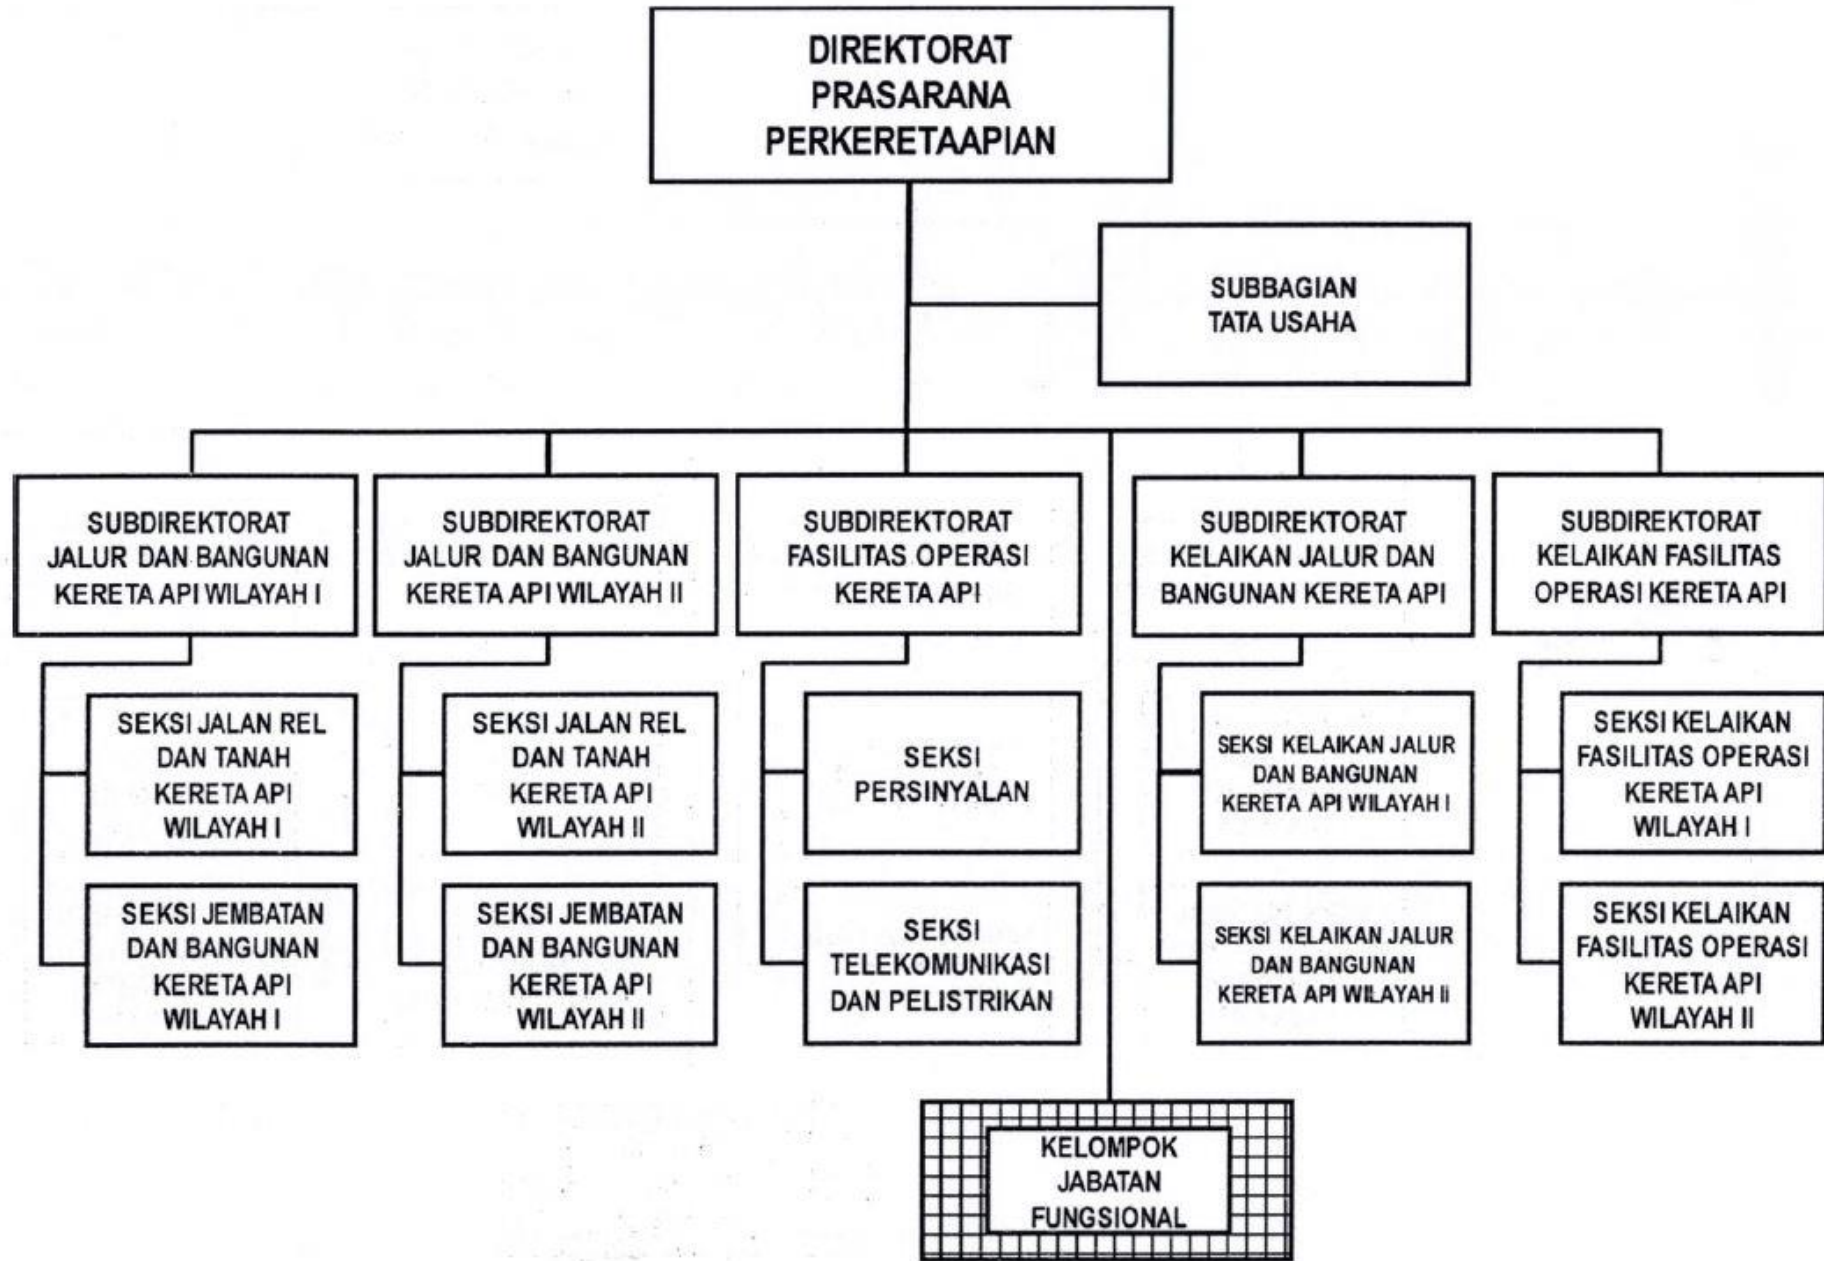 DIREKTORAT
PRASARANA
PERKERETAAPIAN
SUBBAGIAN
TATA USAHA
SUBDIREKTORAT
JALUR DAN BANGUNAN
KERETA API WILAYAH I
SUBDIREKTORAT
JALUR DAN BANGUNAN
KERETA API WILAYAH II
SUBDIREKTORAT
FASILITAS OPERASI
KERETA API
SUBDIREKTORAT
KELAIKAN JALUR DAN
BANGUNAN KERETA API
SUBDIREKTORAT
KELAIKAN FASILITAS
OPERASI KERETA API
SEKSI JALAN REL
DAN TANAH
KERETA API
WILAYAH I
SEKSI JALAN REL
DAN TANAH
KERETA API
WILAYAH II
SEKSI
PERSINYALAN
SEKSI KELAIKAN JALUR
DAN BANGUNAN
KERETA API WILAYAH I
SEKSI KELAIKAN
FASILITAS OPERASI
KERETA API
WILAYAH I
SEKSI JEMBATAN
DAN BANGUNAN
KERETA API
WILAYAH I
SEKSI JEMBATAN
DAN BANGUNAN
KERETA API
WILAYAH II
SEKSI
TELEKOMUNIKASI
DAN PELISTRIKAN
SEKSI KELAIKAN JALUR
DAN BANGUNAN
KERETA API WILAYAH Ii
SEKSI KELAIKAN
FASILITAS OPERASI
KERETA API
WILAYAH II
KELOMPOK
JABATAN
FUNGSIONAL